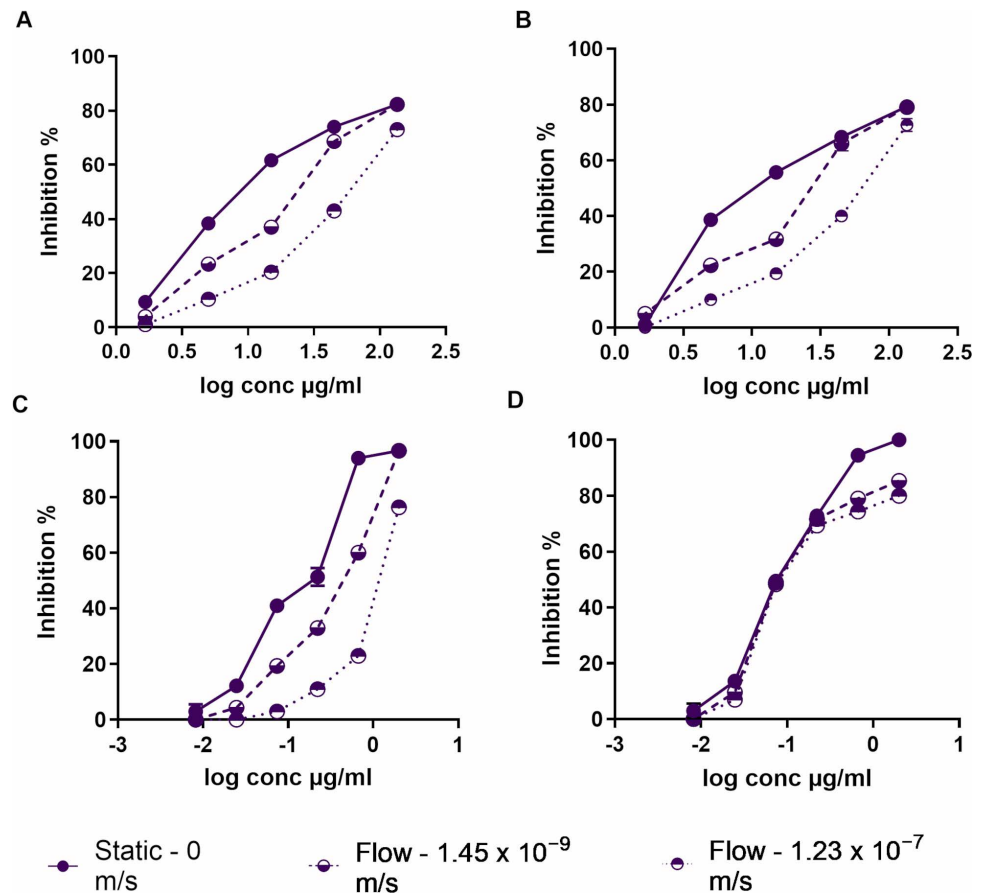 A
100
80
60
40
20
0
Inhibition %
0.0 0.5 1.0 1.5 2.0 2.5
log conc µg/ml
B
100
80
60
40
20
0
Inhibition %
0.0 0.5 1.0 1.5 2.0 2.5
log conc µg/ml
C
100
80
60
40
20
0
Inhibition %
-3 -2 -1 0 1
log conc µg/ml
D
100
80
60
40
20
0
Inhibition %
-3 -2 -1 0 1
log conc µg/ml
Static - 0
m/s
Flow - 1.45 x 10⁻⁹
m/s
Flow - 1.23 x 10⁻⁷
m/s